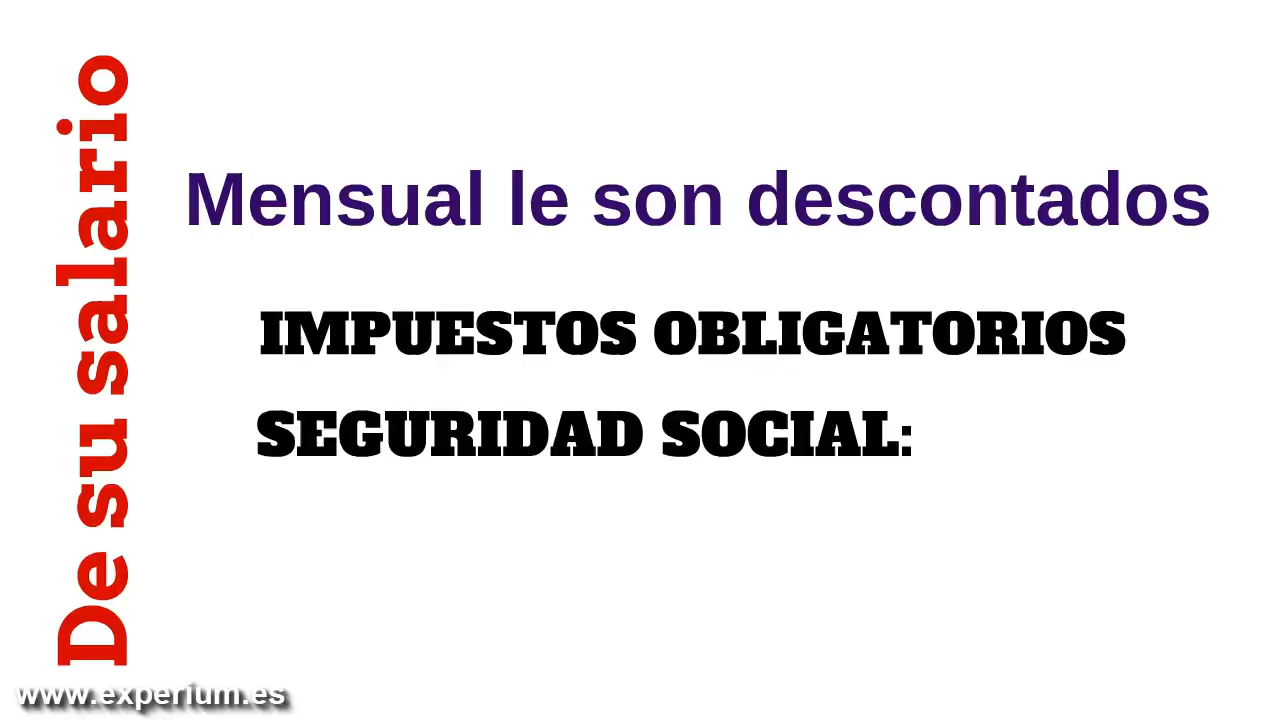 De su salario
Mensual le son descontados
IMPUESTOS OBLIGATORIOS
SEGURIDAD SOCIAL:
www.experium.es